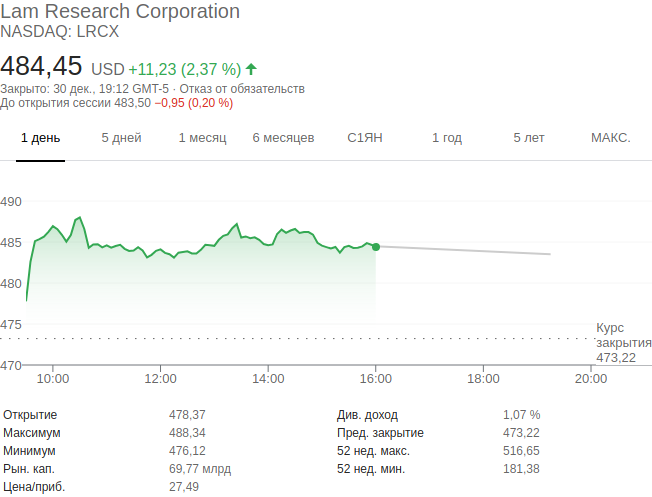 Lam Research Corporation
NASDAQ: LRCX
484,45 USD +11,23 (2,37 %)
Закрыто: 30 дек., 19:12 GMT-5 · Отказ от обязательств
До открытия сессии 483,50 −0,95 (0,20 %)
1 день 5 дней 1 месяц 6 месяцев С1ЯН 1 год 5 лет МАКС.
490
485
480
475
Курс
закрытия
473,22
470
10:00 12:00 14:00 16:00 18:00 20:00
Открытие 478,37 Див. доход 1,07 %
Максимум 488,34 Пред. закрытие 473,22
Минимум 476,12 52 нед. макс. 516,65
Рын. кап. 69,77 млрд 52 нед. мин. 181,38
Цена/приб. 27,49